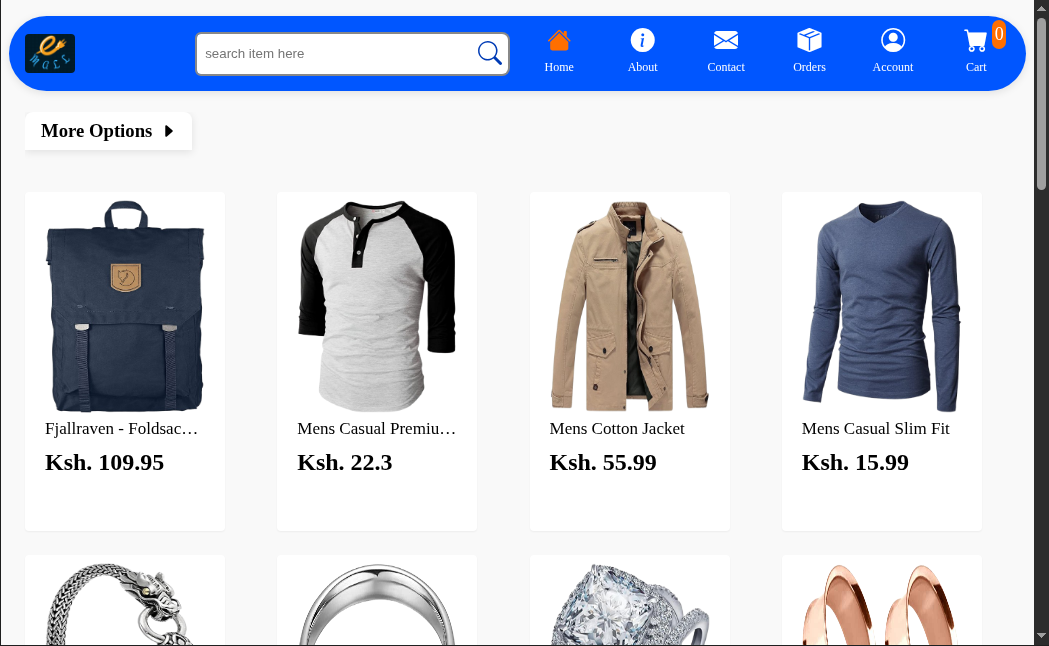 search item here
Home
About
Contact
Orders
Account
0
Cart
More Options
Fjallraven - Foldsac...
Ksh. 109.95
Mens Casual Premiu...
Ksh. 22.3
Mens Cotton Jacket
Ksh. 55.99
Mens Casual Slim Fit
Ksh. 15.99